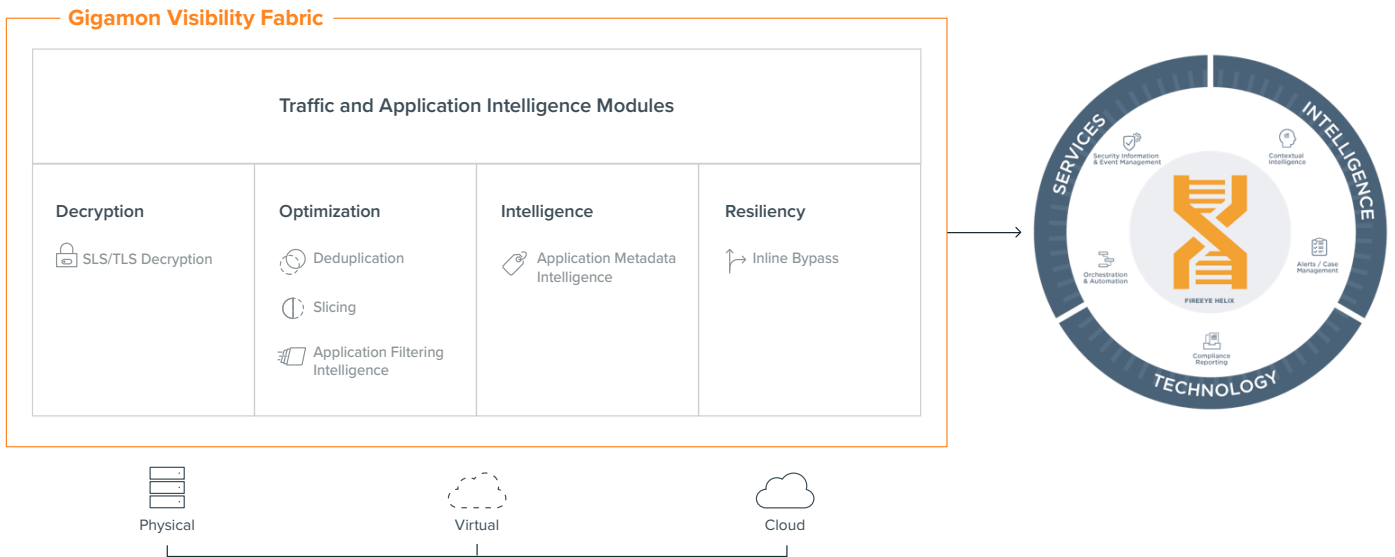 Gigamon Visibility Fabric
Traffic and Application Intelligence Modules
Decryption
SLS/TLS Decryption
Optimization
Deduplication
Slicing
Application Filtering
Intelligence
Intelligence
Application Metadata
Intelligence
Resiliency
Inline Bypass
Physical
Virtual
Cloud
SERVICES
INTELLIGENCE
TECHNOLOGY
Security Information
& Event Management
Contextual
Intelligence
Orchestration
& Automation
Alerts / Case
Management
FIREEYE HELIX
Compliance
Reporting